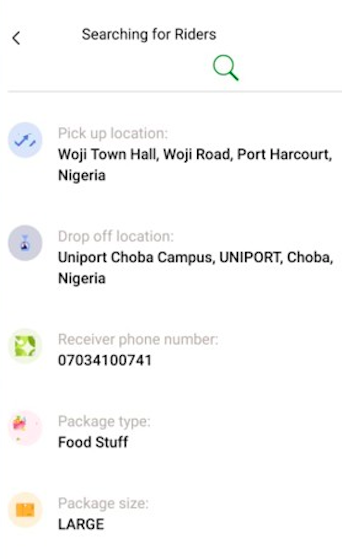 Searching for Riders
Pick up location:
Woji Town Hall, Woji Road, Port Harcourt,
Nigeria
Drop off location:
Uniport Choba Campus, UNIPORT, Choba,
Nigeria
Receiver phone number:
07034100741
Package type:
Food Stuff
Package size:
LARGE